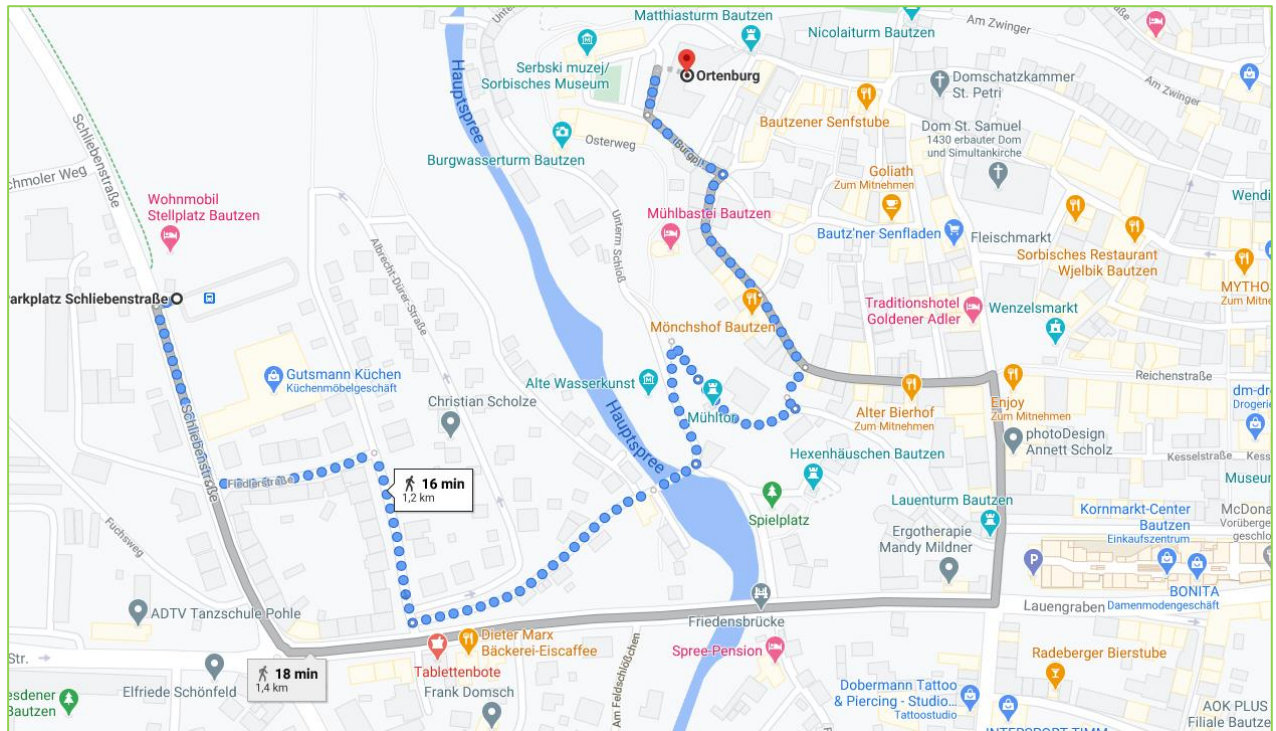 Matthiasturm Bautzen
Nicolaiturm Bautzen
Am Zwinger
Serbski muzej/
Sorbisches Museum
Ortenburg
Domschatzkammer
St. Petri
Am Zwinger
Hauptspree
Schliebenstraße
Burgwasserturm Bautzen
Osterweg
Bautzener Senfstube
Dom St. Samuel
1430 erbauter Dom
und Simultankirche
Goliath
Zum Mitnehmen
chmoler Weg
Wohnmobil
Stellplatz Bautzen
Albrecht-Dürer-Straße
Unterm Schloß
Mühlbastei Bautzen
Bautz'ner Senfladen
Fleischmarkt
Wendi
Sorbisches Restaurant
Wjelbik Bautzen
MYTHO
Zum Mitne
arkplatz Schliebenstraße
Mönchshof Bautzen
Traditionshotel
Goldener Adler
Wenzelsmarkt
Gutsmann Küchen
Küchenmöbelgeschäft
Alte Wasserkunst
Mühltor
Alter Bierhof
Zum Mitnehmen
Enjoy
Zum Mitnehmen
Reichenstraße
dm-dro
Drogerie
Christian Scholze
Hauptspree
Schliebenstraße
photoDesign
Annett Scholz
Kesselstraße
Kess
Hexenhäuschen Bautzen
Museum
Fiedlerstraße
16 min
1,2 km
Spielplatz
Lauenturm Bautzen
Kornmarkt-Center
Bautzen
Einkaufszentrum
McDona
Vorüberge
geschlo
Fuchsweg
Ergotherapie
Mandy Mildner
BONITA
Damenmodengeschäft
Lauengraben
ADTV Tanzschule Pohle
Friedensbrücke
Dieter Marx
Bäckerei-Eiscaffee
Spree-Pension
Radeberger Bierstube
Str.
18 min
1,4 km
Tablettenbote
Am Feldschlößchen
Elfriede Schönfeld
Frank Domsch
Dobermann Tattoo
& Piercing - Studio...
Tattoostudio
esdener
Bautzen
AOK PLUS
Filiale Bautze
INTERSPORT TIMM